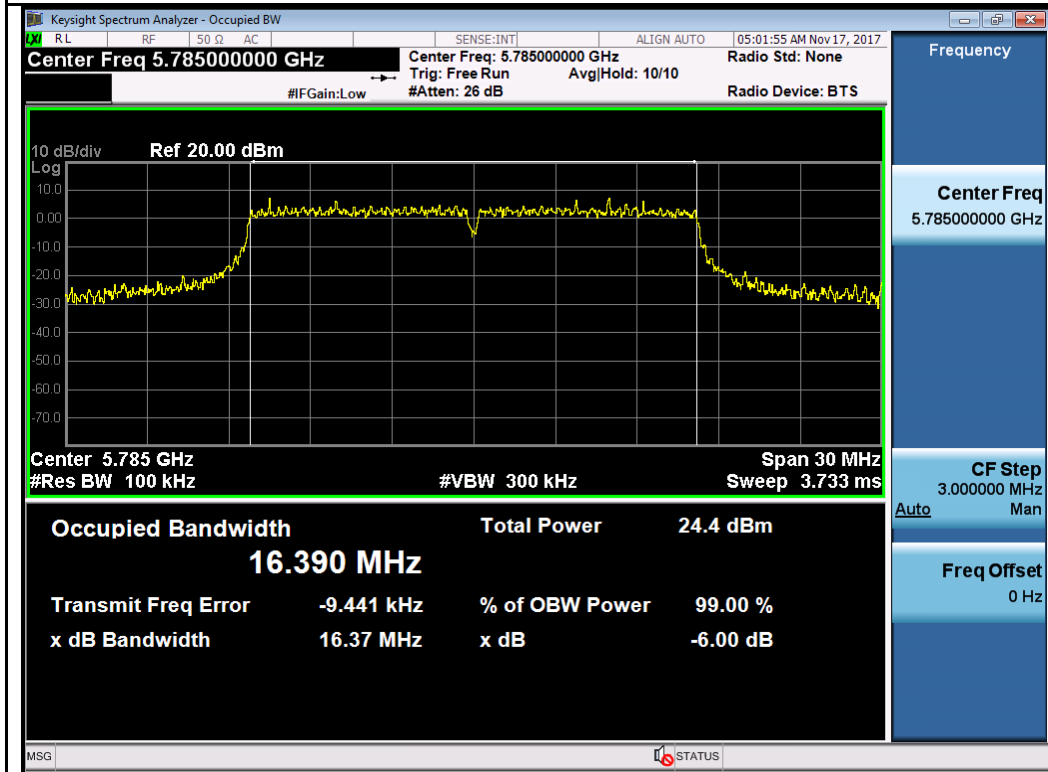 Keysight Spectrum Analyzer - Occupied BW
LXI RL RF 50 Ω AC SENSE:INT ALIGN AUTO 05:01:55 AM Nov 17, 2017
Center Freq 5.785000000 GHz
#IFGain:Low
Center Freq: 5.785000000 GHz
Trig: Free Run Avg|Hold: 10/10
#Atten: 26 dB
Radio Std: None
Radio Device: BTS
10 dB/div Ref 20.00 dBm
Log
10.0
0.00
-10.0
-20.0
-30.0
-40.0
-50.0
-60.0
-70.0
Center 5.785 GHz Span 30 MHz
#Res BW 100 kHz #VBW 300 kHz Sweep 3.733 ms
Occupied Bandwidth Total Power 24.4 dBm
16.390 MHz
Transmit Freq Error -9.441 kHz % of OBW Power 99.00 %
x dB Bandwidth 16.37 MHz x dB -6.00 dB
Frequency
Center Freq
5.785000000 GHz
CF Step
3.000000 MHz
Auto Man
Freq Offset
0 Hz
MSG STATUS